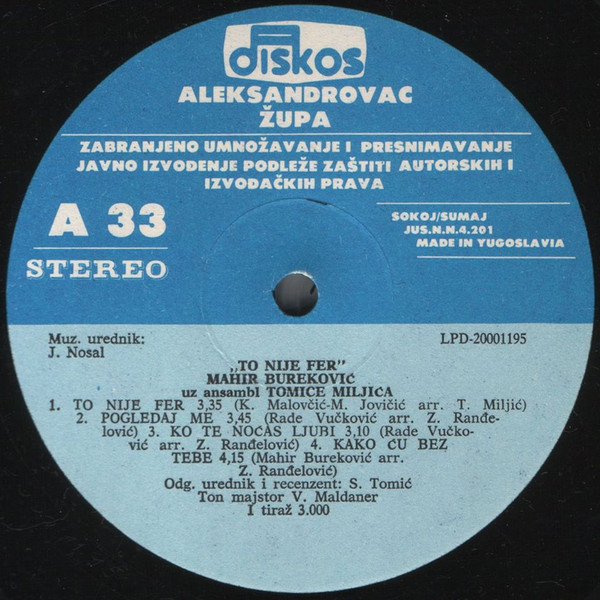 diskos
ALEKSANDROVAC
ŽUPA
ZABRANJENO UMNOŽAVANJE I PRESNIMAVANJE
JAVNO IZVOĐENJE PODLEŽE ZAŠTITI AUTORSKIH I
IZVOĐAČKIH PRAVA
A 33
STEREO
SOKOJ/SUMAJ
JUS.N.N.4.201
MADE IN YUGOSLAVIA
Muz. urednik:
J. Nosal
LPD-20001195
„TO NIJE FER”
MAHIR BUREKOVIĆ
uz ansambl TOMICE MILJIĆA
1. TO NIJE FER 3,35 (K. Malovčić-M. Jovičić arr. T. Miljić)
2. POGLEDAJ ME 3,45 (Rade Vučković arr. Z. Ranđe-
lović) 3. KO TE NOĆAS LJUBI 3,10 (Rade Vučko-
vić arr. Z. Ranđelović) 4. KAKO ĆU BEZ
TEBE 4,15 (Mahir Bureković arr.
Z. Ranđelović)
Odg. urednik i recenzent: S. Tomić
Ton majstor V. Maldaner
I tiraž 3.000